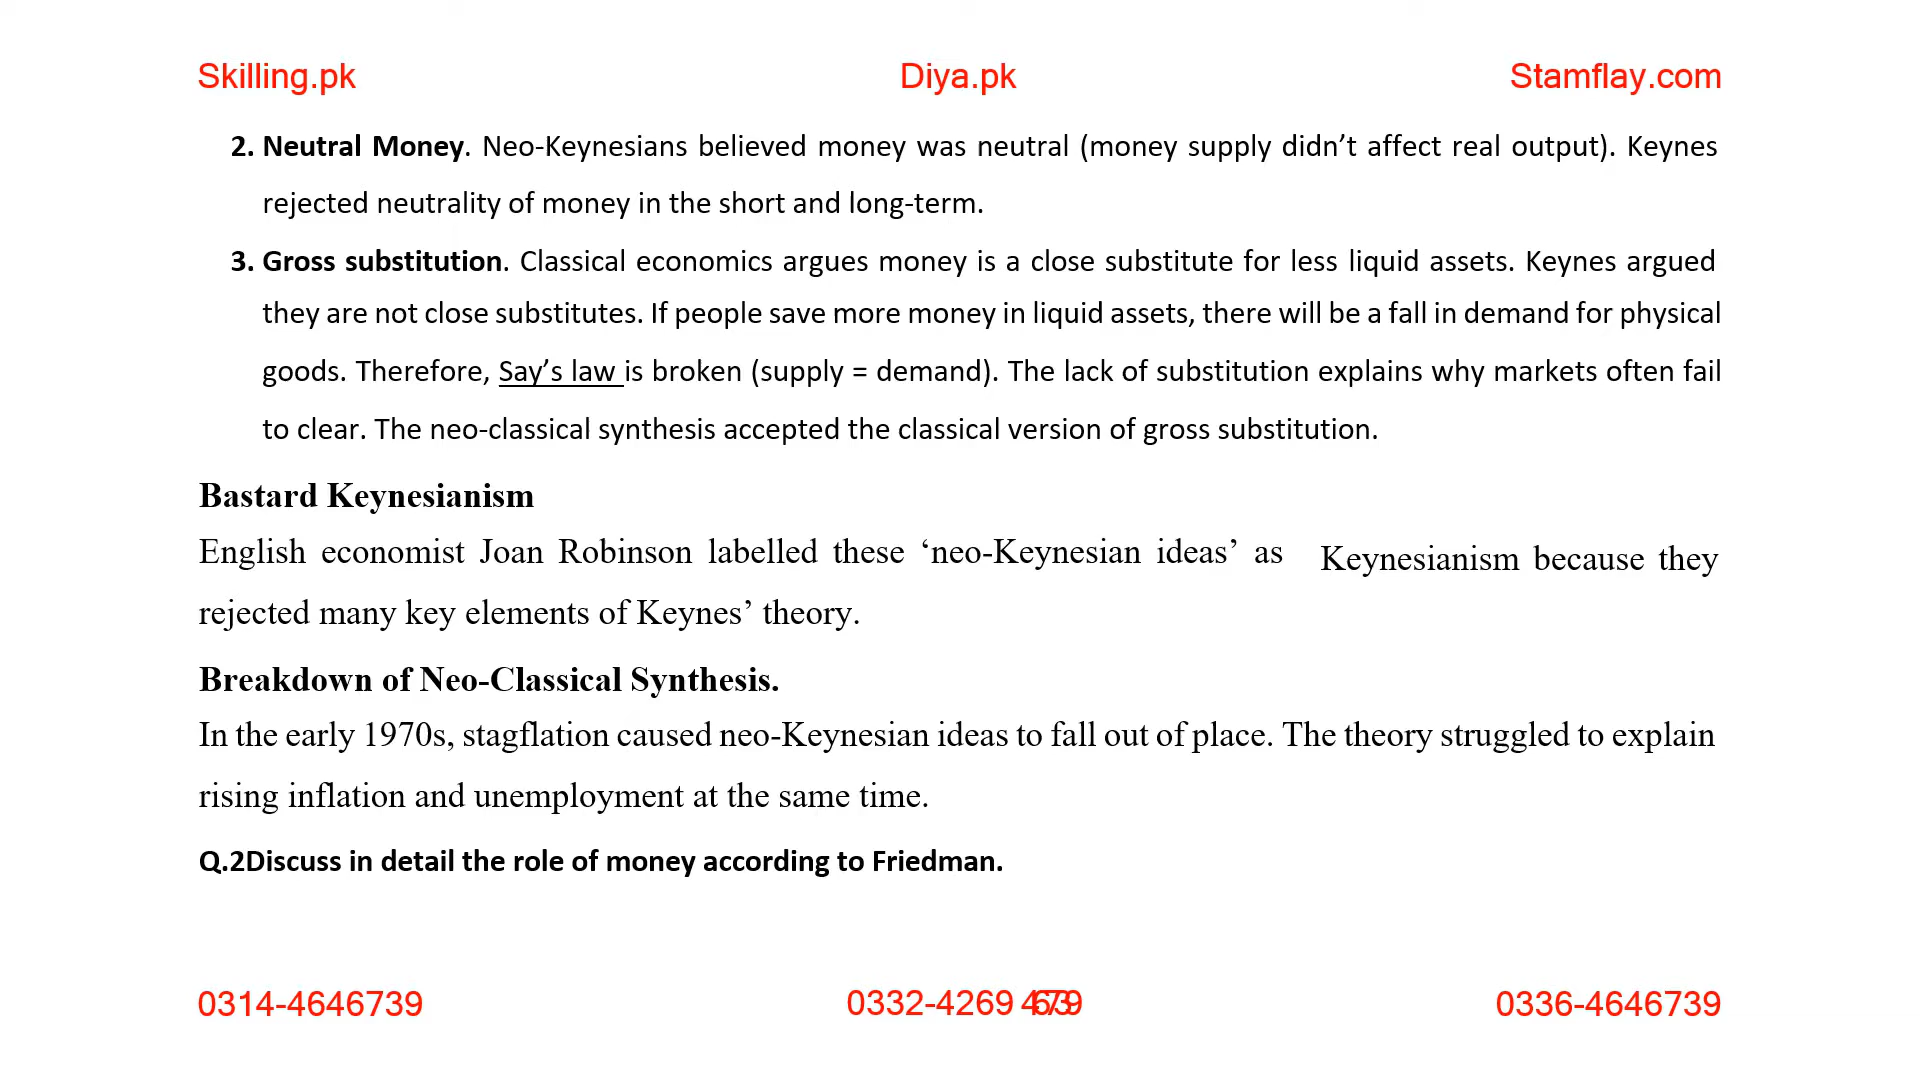 Skilling.pk Diya.pk Stamflay.com
2. Neutral Money. Neo-Keynesians believed money was neutral (money supply didn’t affect real output). Keynes
rejected neutrality of money in the short and long-term.
3. Gross substitution. Classical economics argues money is a close substitute for less liquid assets. Keynes argued
they are not close substitutes. If people save more money in liquid assets, there will be a fall in demand for physical
goods. Therefore, Say’s law is broken (supply = demand). The lack of substitution explains why markets often fail
to clear. The neo-classical synthesis accepted the classical version of gross substitution.
Bastard Keynesianism
English economist Joan Robinson labelled these ‘neo-Keynesian ideas’ as Keynesianism because they
rejected many key elements of Keynes’ theory.
Breakdown of Neo-Classical Synthesis.
In the early 1970s, stagflation caused neo-Keynesian ideas to fall out of place. The theory struggled to explain
rising inflation and unemployment at the same time.
Q.2Discuss in detail the role of money according to Friedman.
0314-4646739 0332-4269 0336-4646739